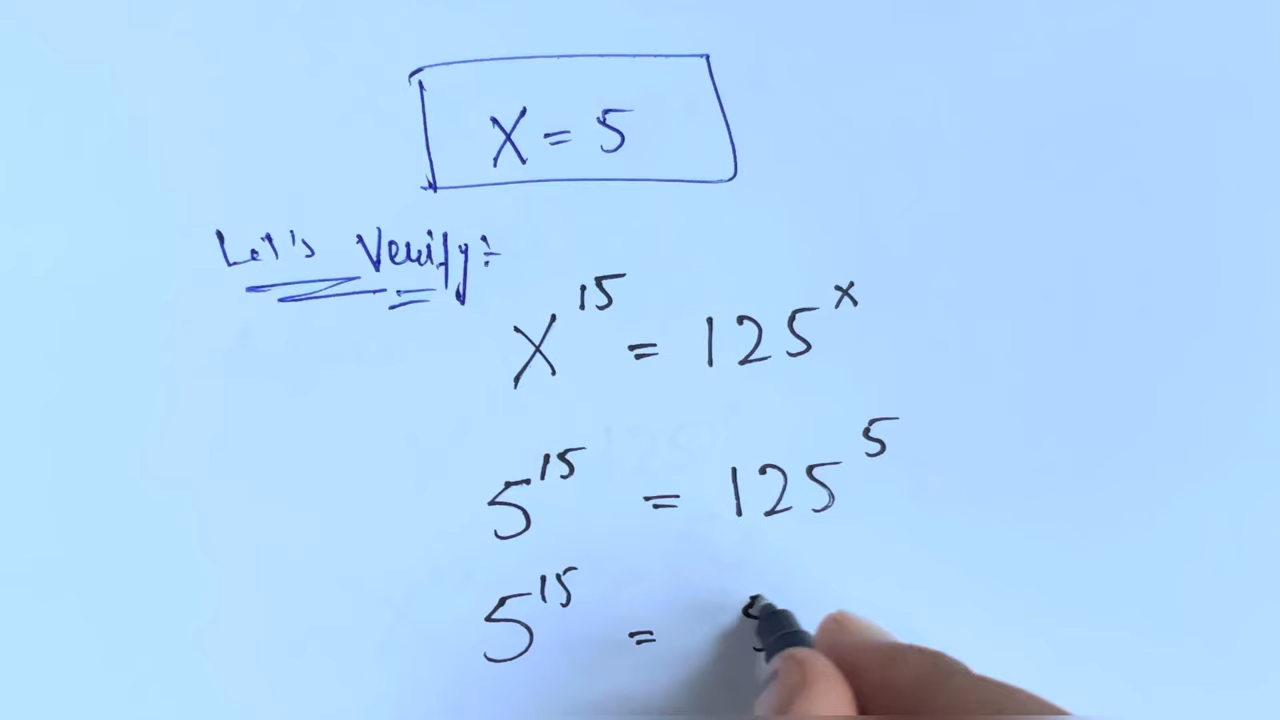 X = 5
Let's Verify:
X^15 = 125^x
5^15 = 125^5
5^15 =